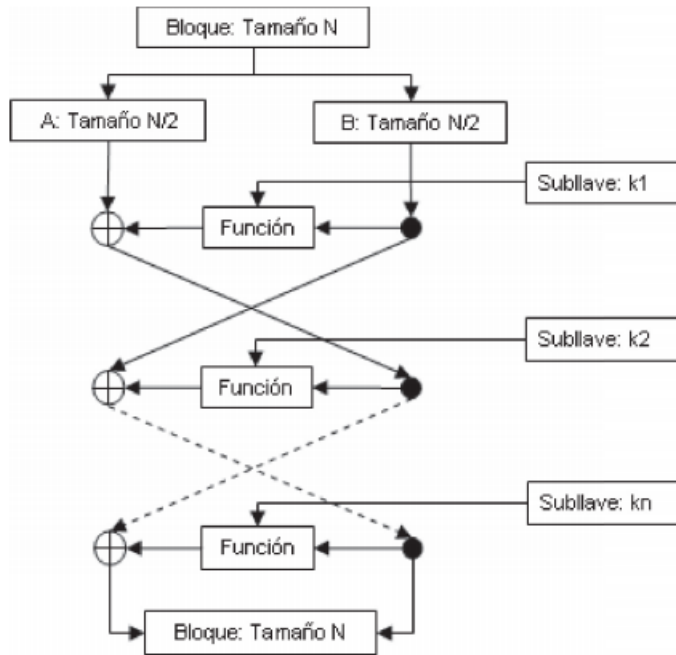 Bloque: Tamaño N
A: Tamaño N/2
B: Tamaño N/2
Subllave: k1
Función
Subllave: k2
Función
Subllave: kn
Función
Bloque: Tamaño N